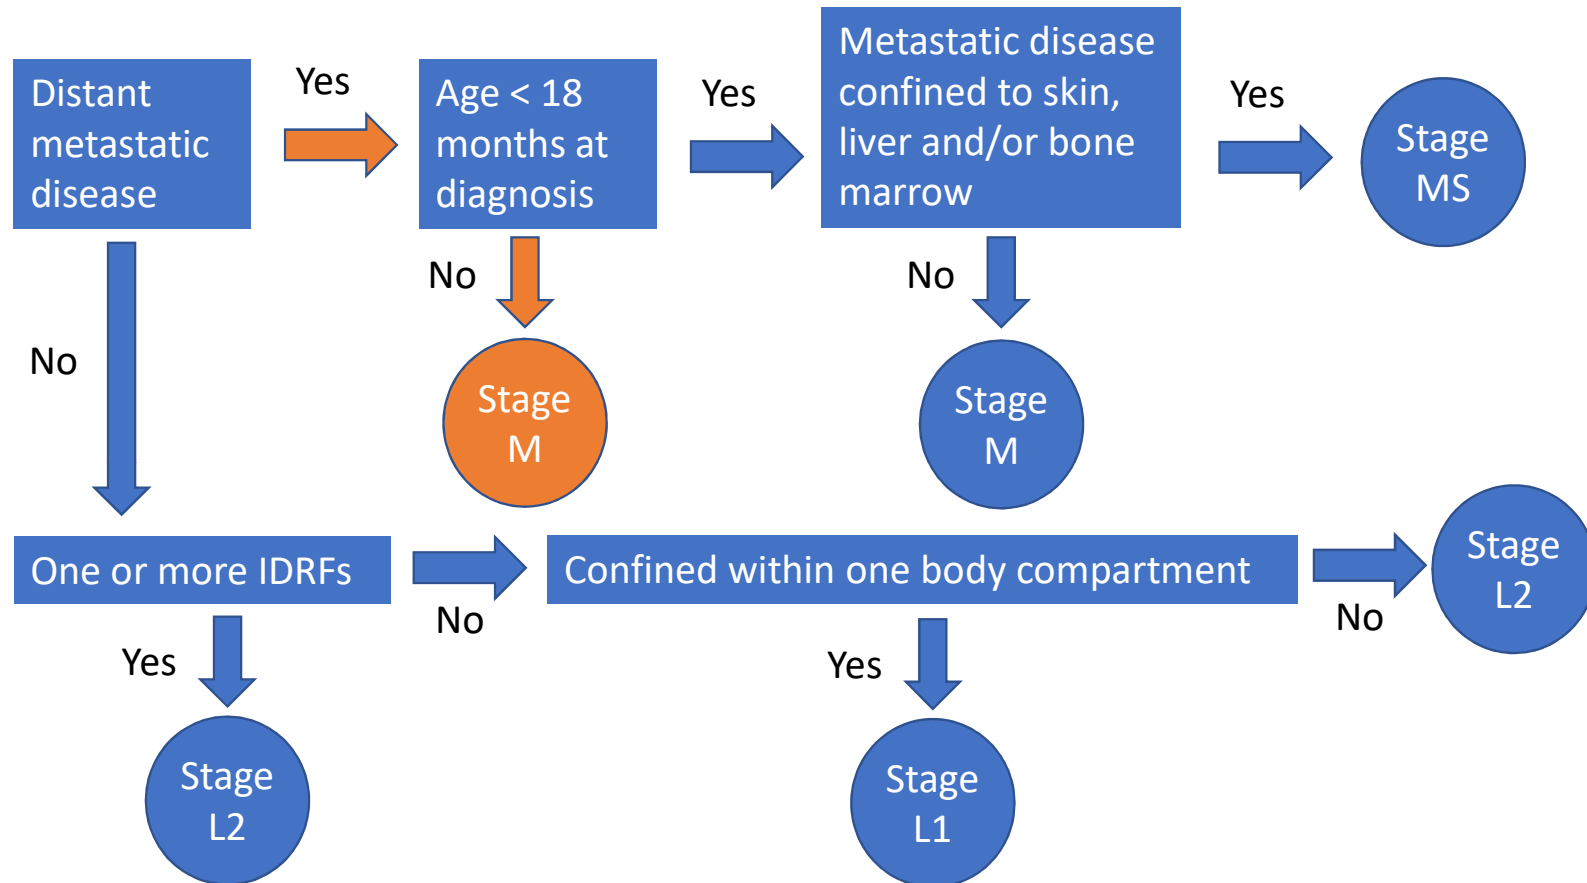 Distant
metastatic
disease
Yes
Age < 18
months at
diagnosis
Yes
Metastatic disease
confined to skin,
liver and/or bone
marrow
Yes
Stage
MS
No
No
No
Stage
M
Stage
M
One or more IDRFs
No
Confined within one body compartment
No
Stage
L2
Yes
Yes
Stage
L2
Stage
L1